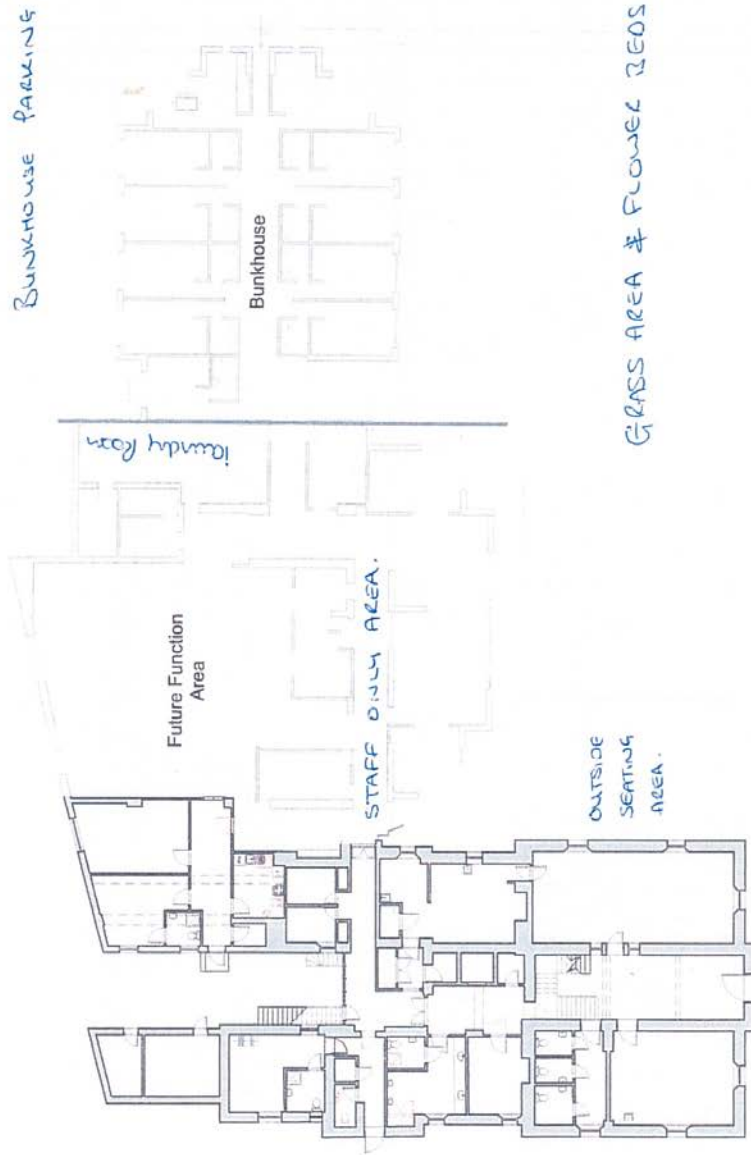 BUNKHOUSE PARKING
Bunkhouse
Laundry Room
GRASS AREA & FLOWER BEDS
Future Function
Area
STAFF ONLY AREA.
OUTSIDE
SEATING
AREA.